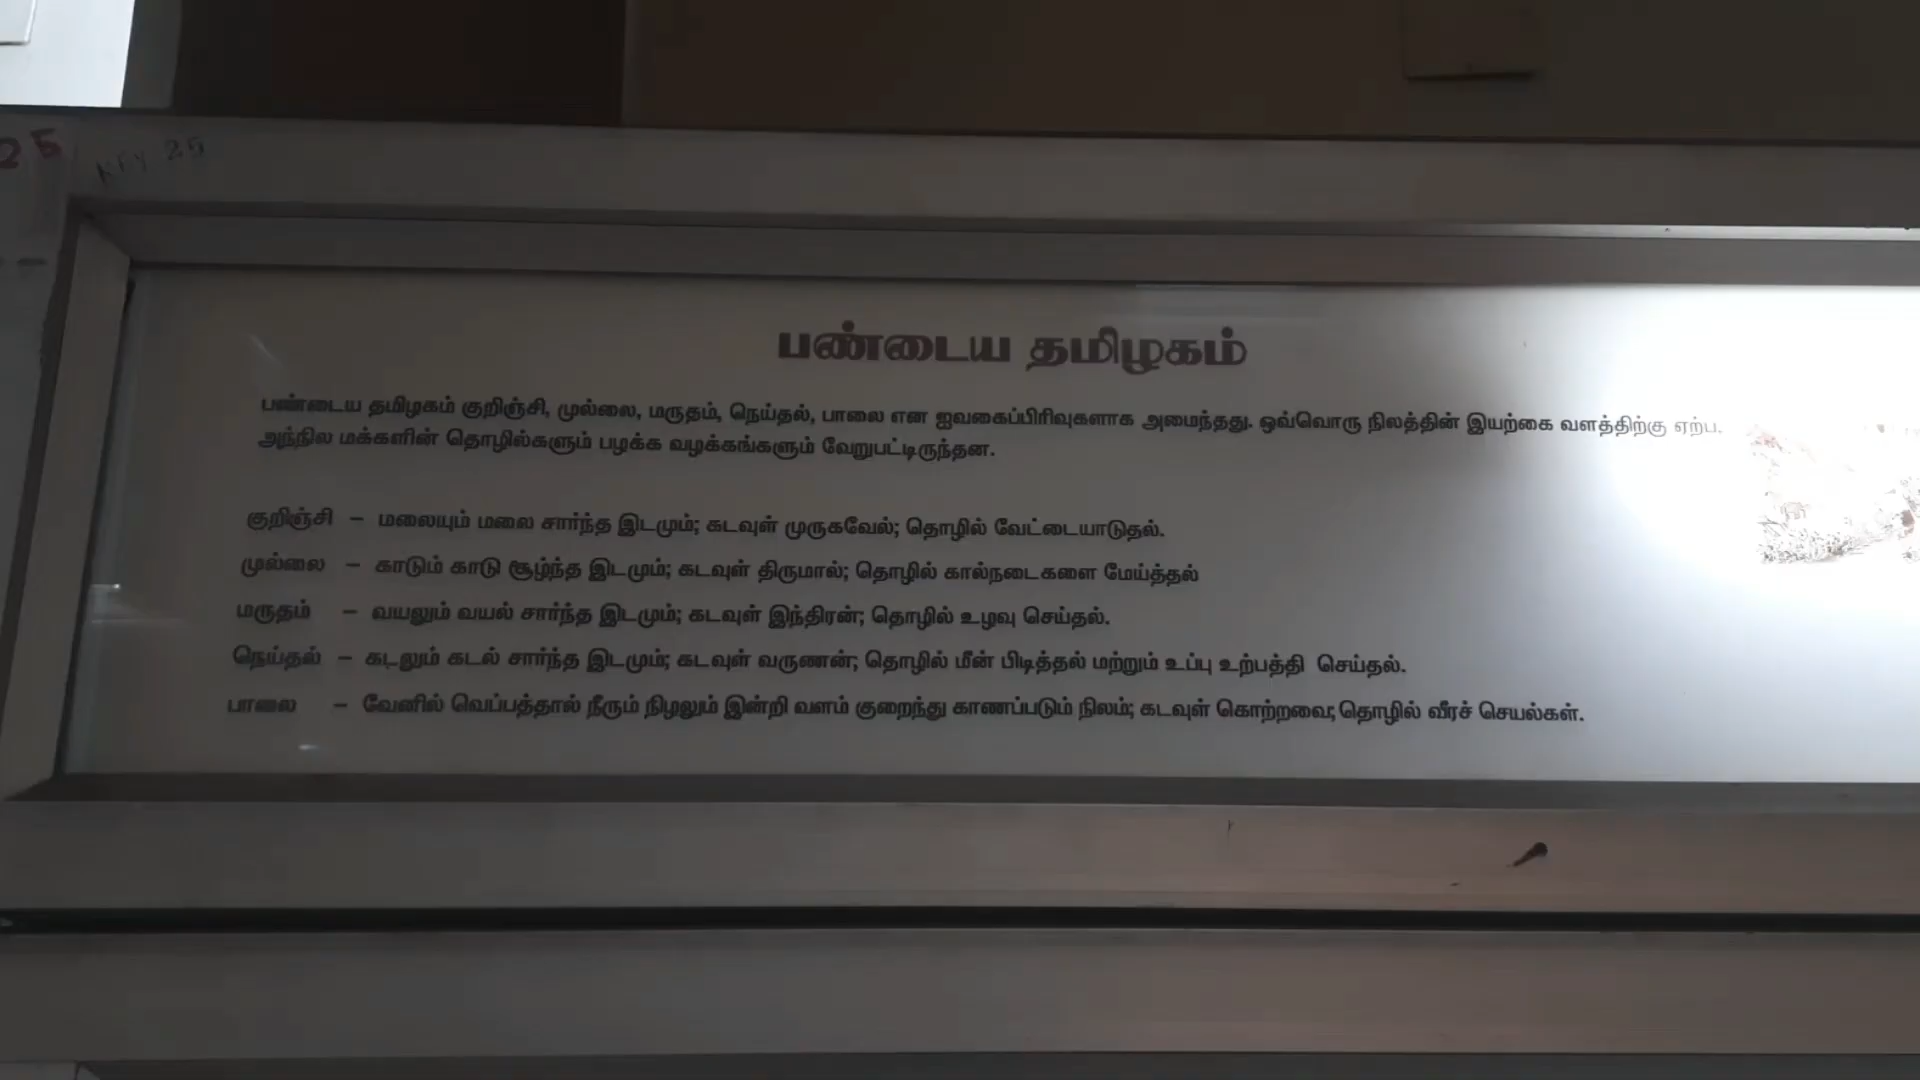 25
KEY 25
பண்டைய தமிழகம்
பண்டைய தமிழகம் குறிஞ்சி, முல்லை, மருதம், நெய்தல், பாலை என ஐவகைப்பிரிவுகளாக அமைந்தது. ஒவ்வொரு நிலத்தின் இயற்கை வளத்திற்கு ஏற்ப,
அந்நில மக்களின் தொழில்களும் பழக்க வழக்கங்களும் வேறுபட்டிருந்தன.
குறிஞ்சி – மலையும் மலை சார்ந்த இடமும்; கடவுள் முருகவேல்; தொழில் வேட்டையாடுதல்.
முல்லை – காடும் காடு சூழ்ந்த இடமும்; கடவுள் திருமால்; தொழில் கால்நடைகளை மேய்த்தல்
மருதம் – வயலும் வயல் சார்ந்த இடமும்; கடவுள் இந்திரன்; தொழில் உழவு செய்தல்.
நெய்தல் – கடலும் கடல் சார்ந்த இடமும்; கடவுள் வருணன்; தொழில் மீன் பிடித்தல் மற்றும் உப்பு உற்பத்தி செய்தல்.
பாலை – வேனில் வெப்பத்தால் நீரும் நிழலும் இன்றி வளம் குறைந்து காணப்படும் நிலம்; கடவுள் கொற்றவை; தொழில் வீரச் செயல்கள்.